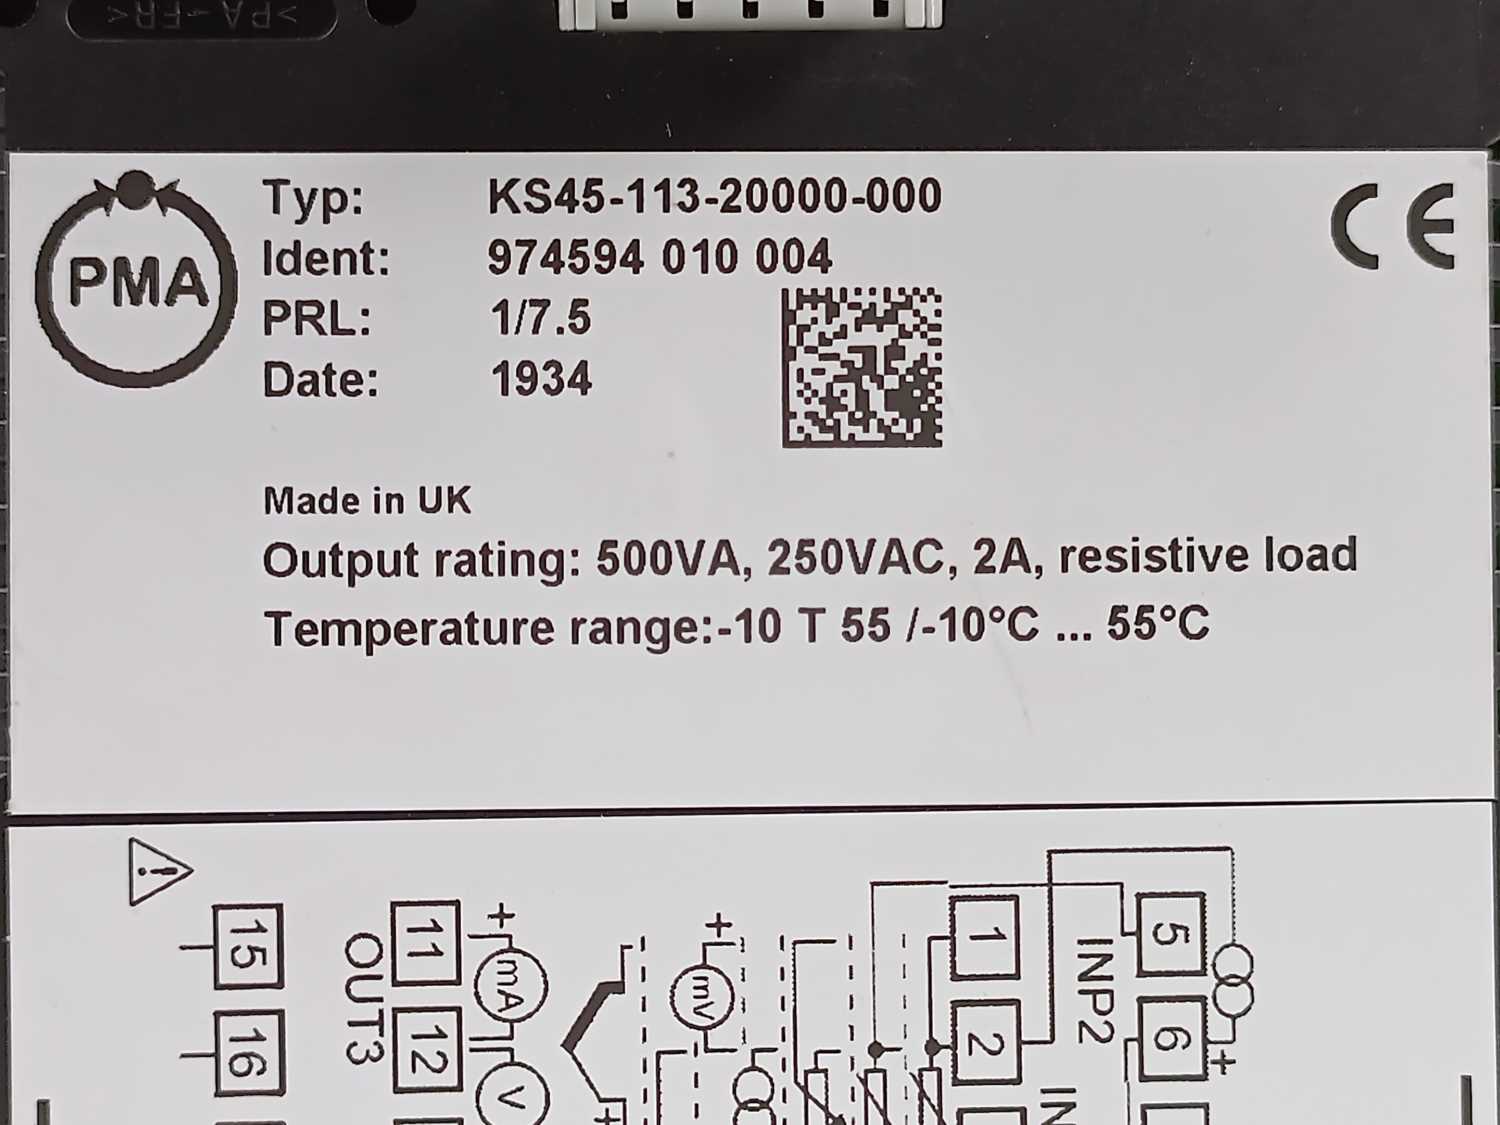 >PA-FR<
PMA
Typ: KS45-113-20000-000
Ident: 974594 010 004
PRL: 1/7.5
Date: 1934
CE
Made in UK
Output rating: 500VA, 250VAC, 2A, resistive load
Temperature range:-10 T 55 /-10°C ... 55°C
!
15
16
OUT3
11
12
+
mA
V
+
+
mV
1
2
INP2
5
6
+